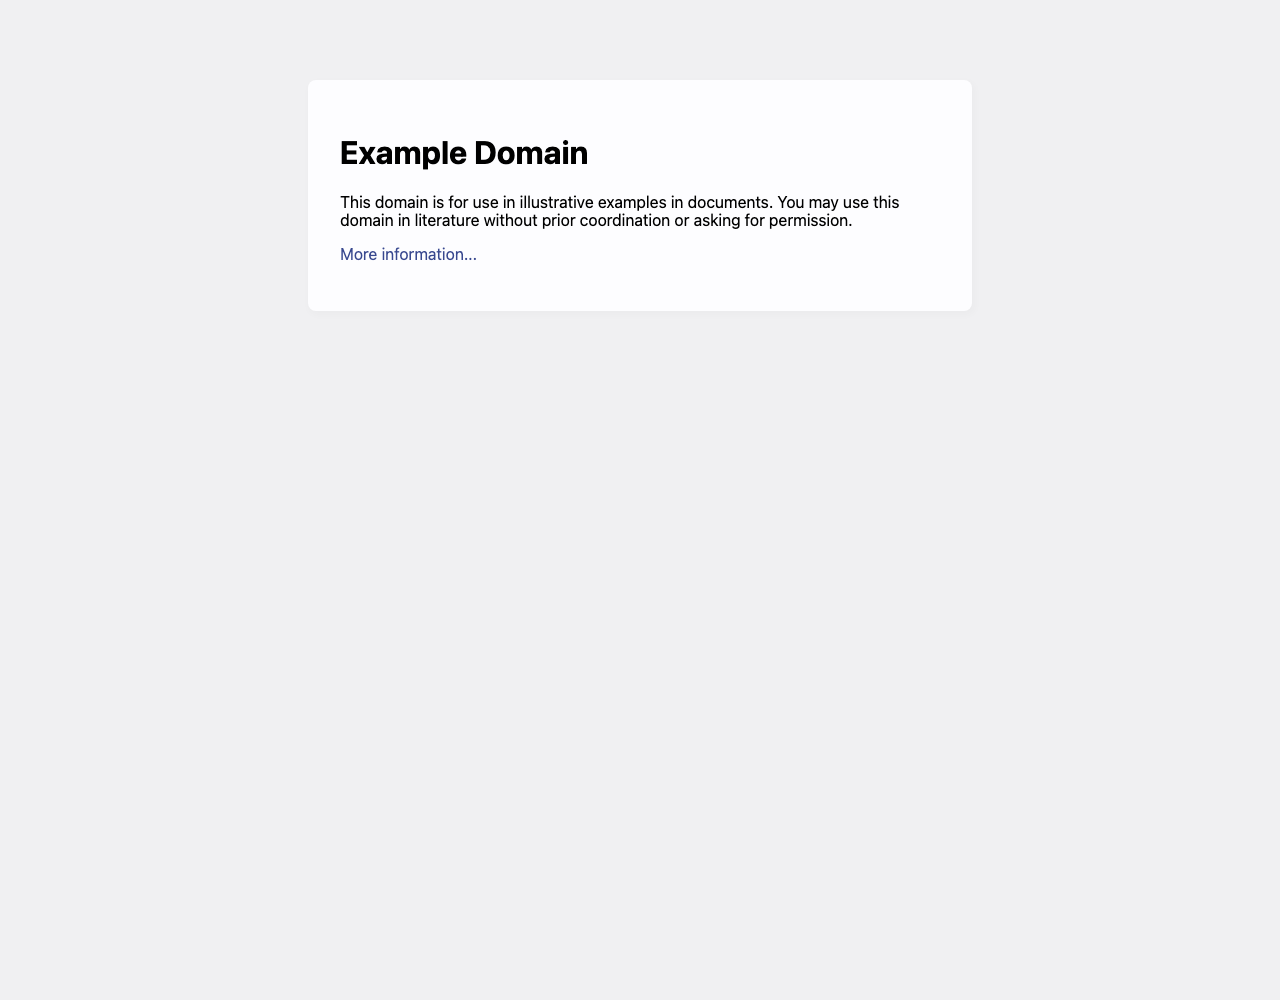 Example Domain
This domain is for use in illustrative examples in documents. You may use this
domain in literature without prior coordination or asking for permission.
More information...